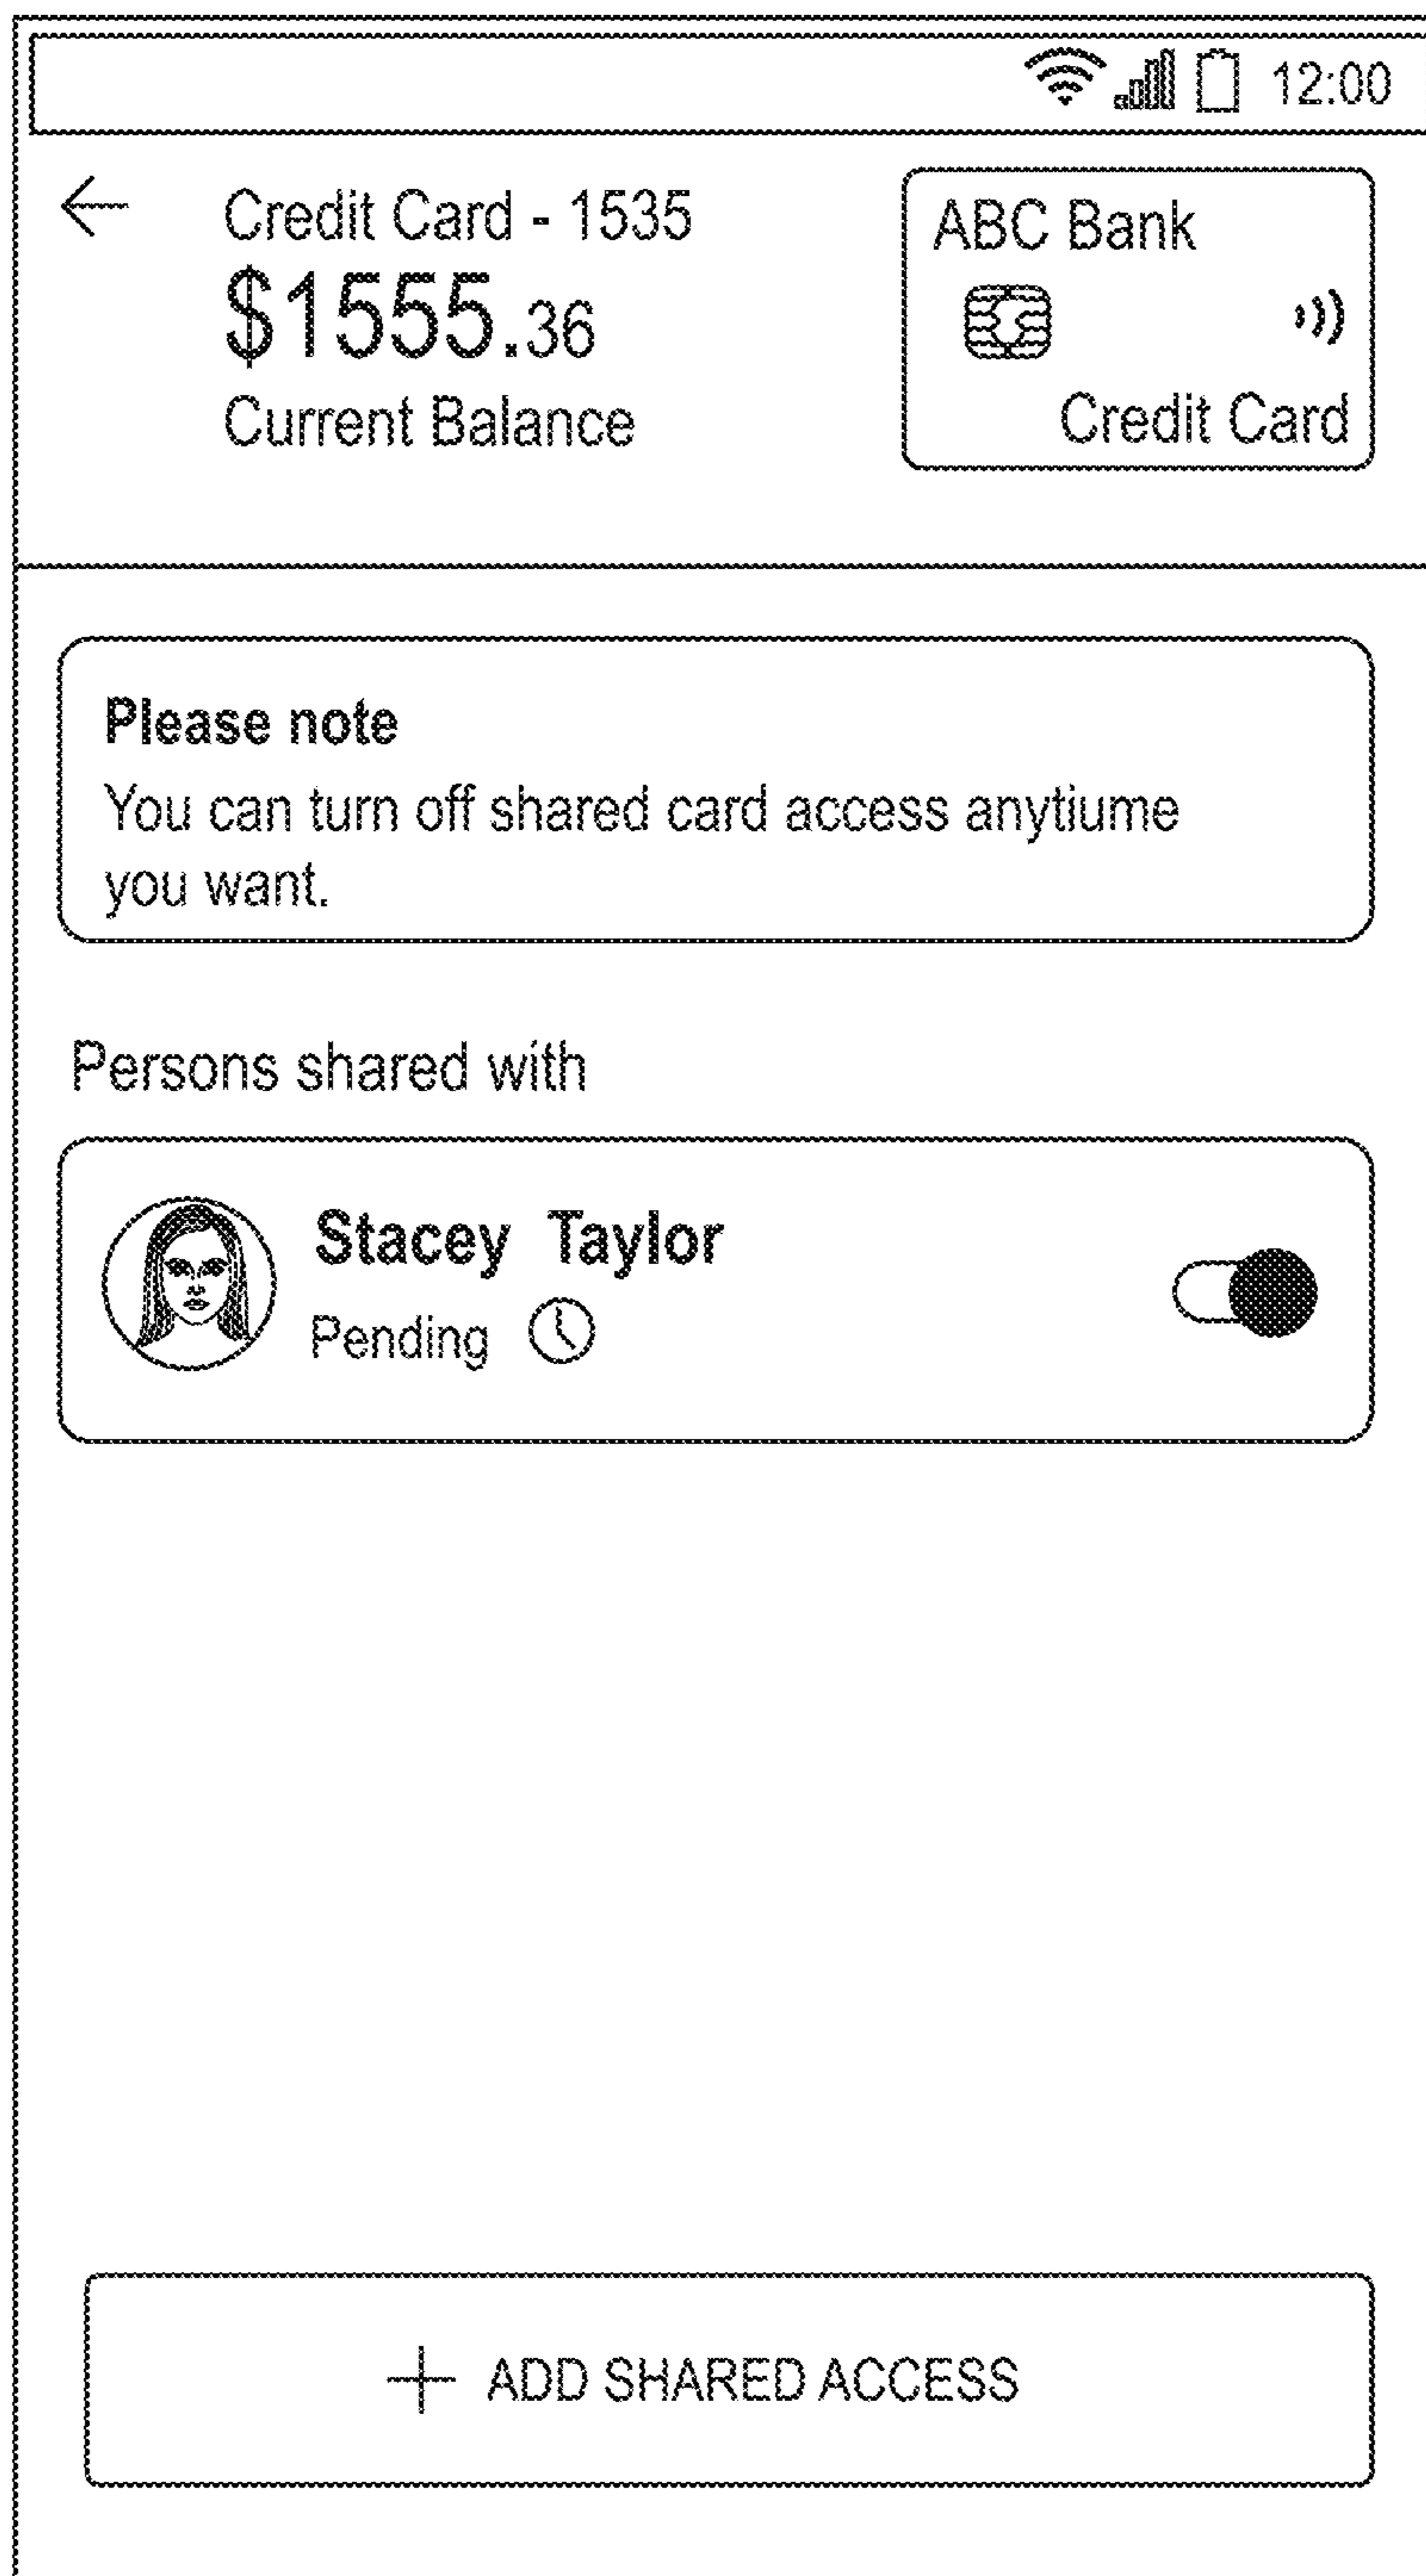 12:00
Credit Card - 1535
$1555.36
Current Balance
ABC Bank
Credit Card
Please note
You can turn off shared card access anytiume
you want.
Persons shared with
Stacey Taylor
Pending
+ ADD SHARED ACCESS